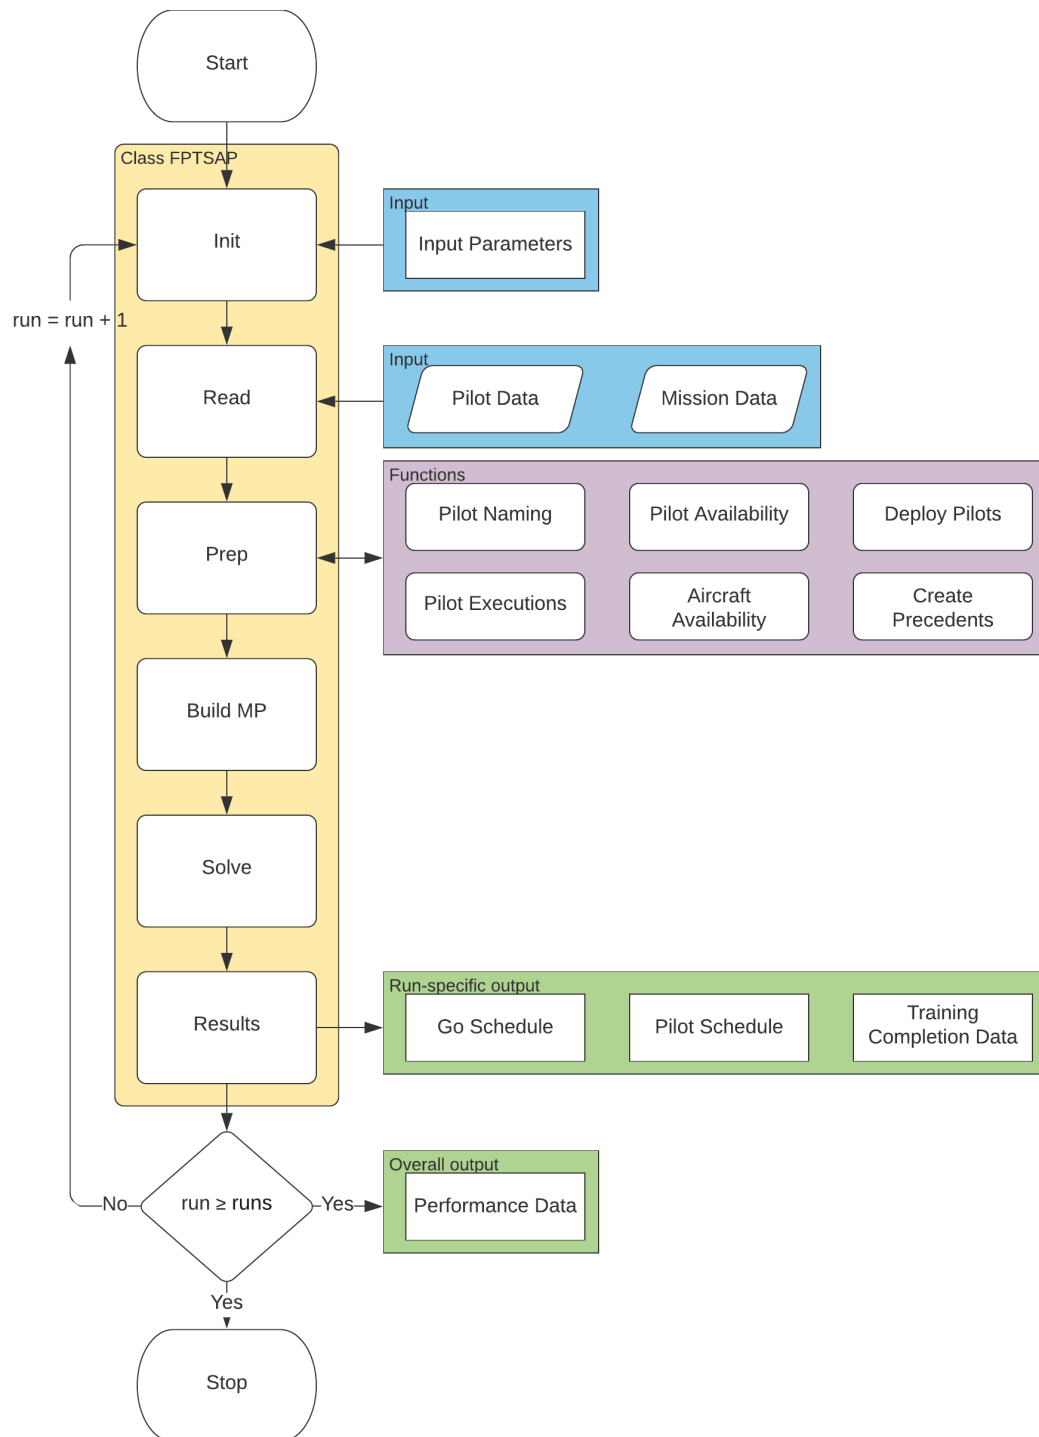 Start
Class FPTSAP
Init
Input
Input Parameters
run = run + 1
Read
Input
Pilot Data
Mission Data
Prep
Functions
Pilot Naming
Pilot Availability
Deploy Pilots
Pilot Executions
Aircraft
Availability
Create
Precedents
Build MP
Solve
Results
Run-specific output
Go Schedule
Pilot Schedule
Training
Completion Data
run ≥ runs
No
Yes
Overall output
Performance Data
Yes
Stop